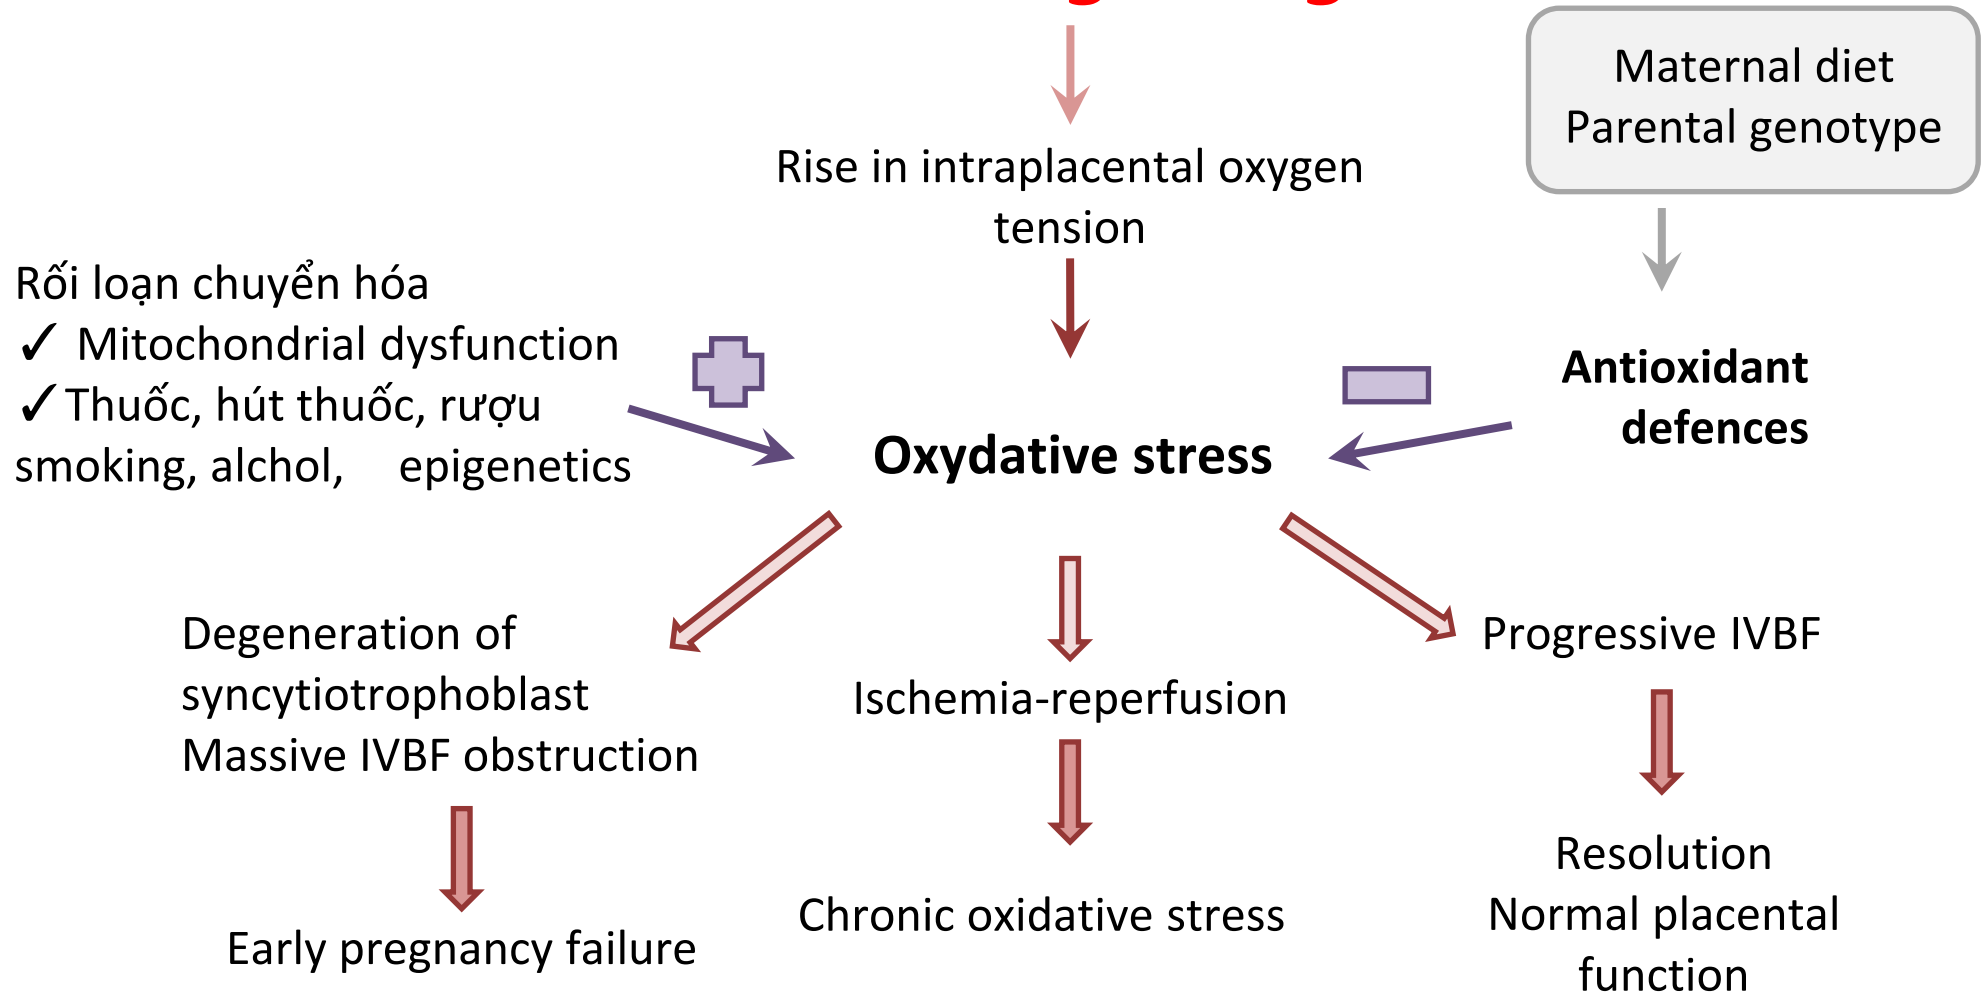 Maternal diet
Parental genotype
Rise in intraplacental oxygen
tension
Rối loạn chuyển hóa
✓ Mitochondrial dysfunction
✓Thuốc, hút thuốc, rượu
smoking, alchol, epigenetics
Antioxidant
defences
Oxydative stress
Degeneration of
syncytiotrophoblast
Massive IVBF obstruction
Ischemia-reperfusion
Progressive IVBF
Early pregnancy failure
Chronic oxidative stress
Resolution
Normal placental
function